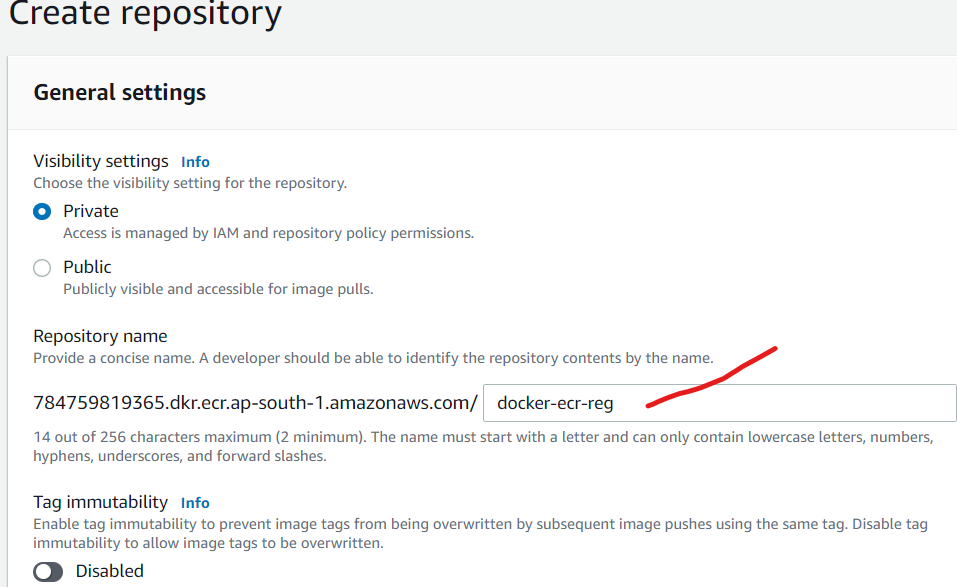 Create repository
General settings
Visibility settings Info
Choose the visibility setting for the repository.
Private
Access is managed by IAM and repository policy permissions.
Public
Publicly visible and accessible for image pulls.
Repository name
Provide a concise name. A developer should be able to identify the repository contents by the name.
784759819365.dkr.ecr.ap-south-1.amazonaws.com/ docker-ecr-reg
14 out of 256 characters maximum (2 minimum). The name must start with a letter and can only contain lowercase letters, numbers,
hyphens, underscores, and forward slashes.
Tag immutability Info
Enable tag immutability to prevent image tags from being overwritten by subsequent image pushes using the same tag. Disable tag
immutability to allow image tags to be overwritten.
Disabled